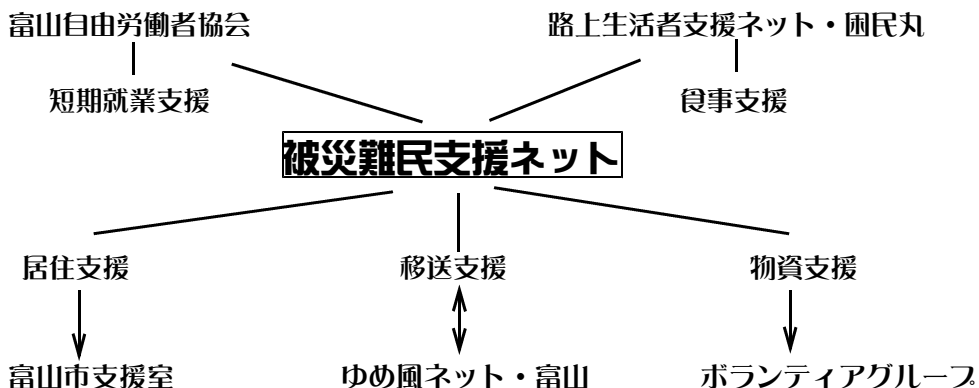 富山自由労働者協会
路上生活者支援ネット・困民丸
短期就業支援
食事支援
被災難民支援ネット
居住支援
移送支援
物資支援
富山市支援室
ゆめ風ネット・富山
ボランティアグループ